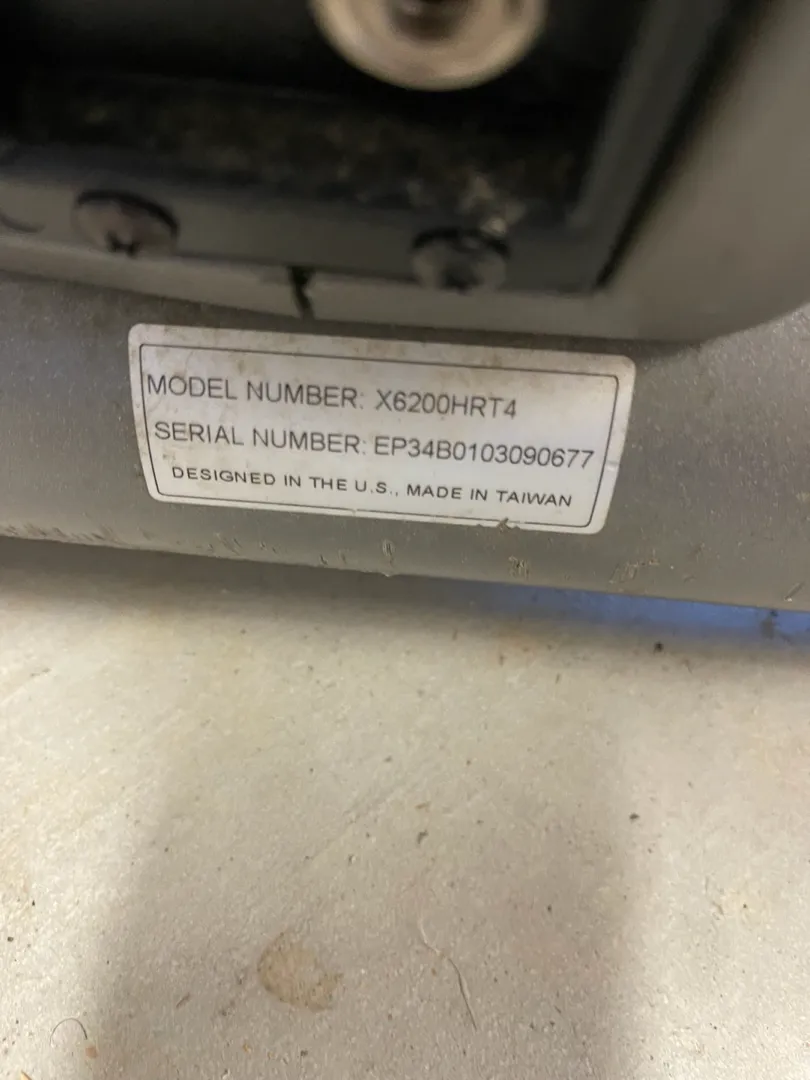 MODEL NUMBER: X6200HRT4
SERIAL NUMBER: EP34B0103090677
DESIGNED IN THE U.S., MADE IN TAIWAN